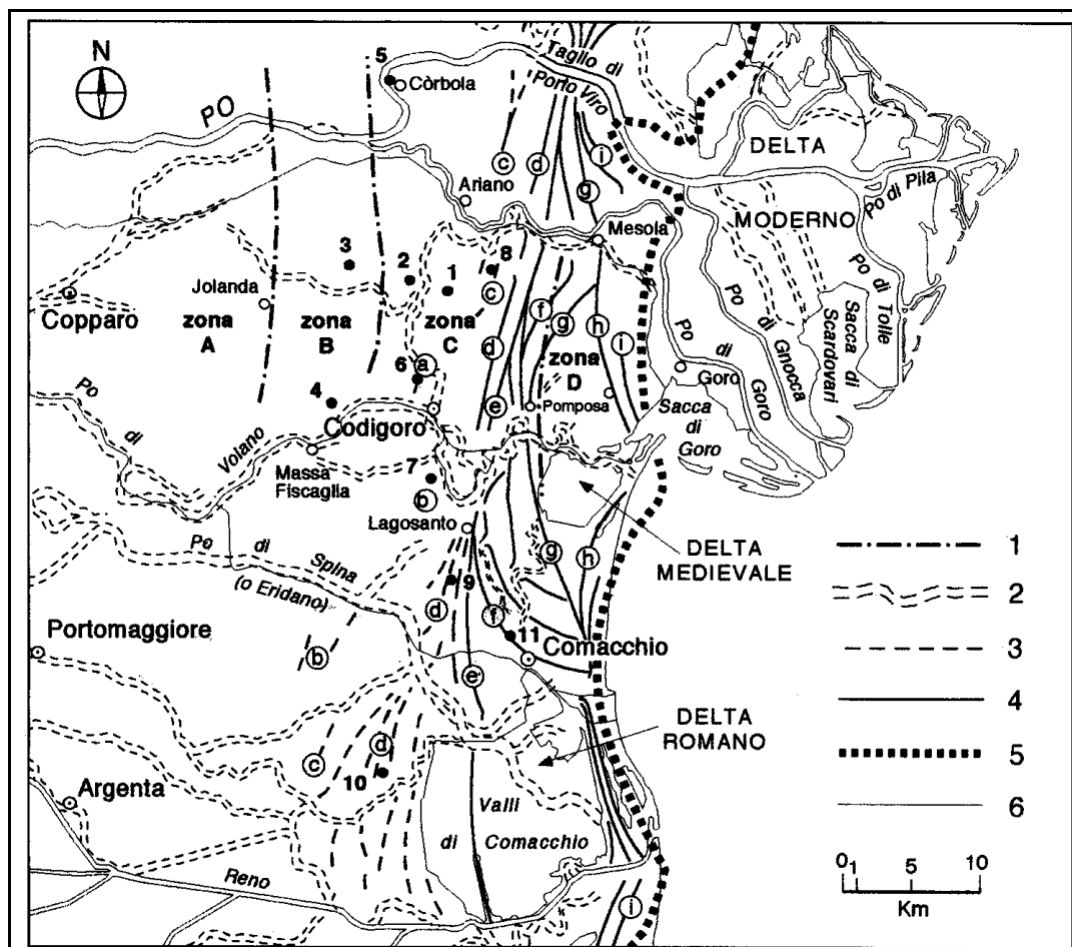 N
5
Còrbola
Taglio di
Porto Viro
PO
DELTA
MODERNO
Po di Pila
Po di Tolle
Po di Gnocca
Po di Goro
Sacca di
Scardovari
c
d
i
g
Ariano
Mesola
3
2
1
8
c
Jolanda
Copparo
zona
A
zona
B
zona
C
f
g
h
i
d
zona
D
6
a
4
e
Pomposa
Goro
Sacca
di
Goro
Codigoro
Po di Volano
Massa
Fiscaglia
7
b
Lagosanto
g
h
DELTA
MEDIEVALE
Po di Spina
(o Eridano)
9
d
f
11
Comacchio
Portomaggiore
b
e
DELTA
ROMANO
c
d
10
Argenta
Valli
di Comacchio
Reno
i
1
2
3
4
5
6
0 1 5 10
Km